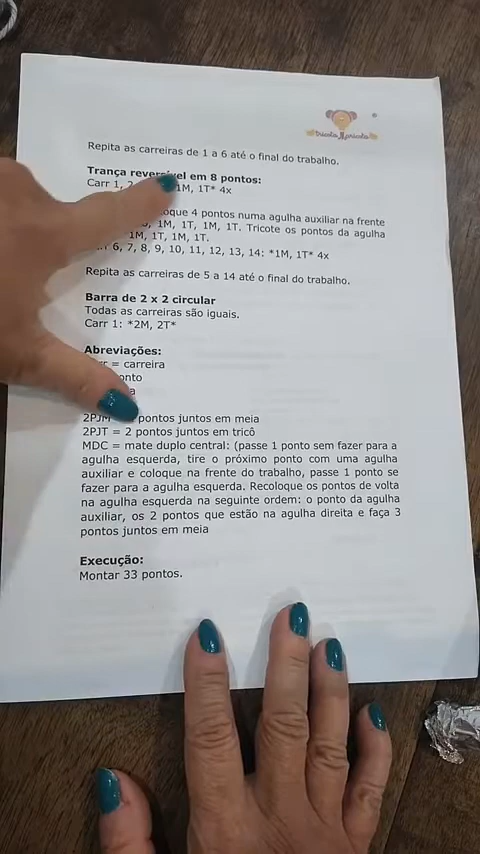 tricola pricola
Repita as carreiras de 1 a 6 até o final do trabalho.
Trança reversível em 8 pontos:
Carr 1, 2 1M, 1T* 4x
oque 4 pontos numa agulha auxiliar na frente
1M, 1T, 1M, 1T. Tricote os pontos da agulha
1M, 1T, 1M, 1T.
6, 7, 8, 9, 10, 11, 12, 13, 14: *1M, 1T* 4x
Repita as carreiras de 5 a 14 até o final do trabalho.
Barra de 2 x 2 circular
Todas as carreiras são iguais.
Carr 1: *2M, 2T*
Abreviações:
= carreira
onto
2PJM pontos juntos em meia
2PJT = 2 pontos juntos em tricô
MDC = mate duplo central: (passe 1 ponto sem fazer para a
agulha esquerda, tire o próximo ponto com uma agulha
auxiliar e coloque na frente do trabalho, passe 1 ponto se
fazer para a agulha esquerda. Recoloque os pontos de volta
na agulha esquerda na seguinte ordem: o ponto da agulha
auxiliar, os 2 pontos que estão na agulha direita e faça 3
pontos juntos em meia
Execução:
Montar 33 pontos.